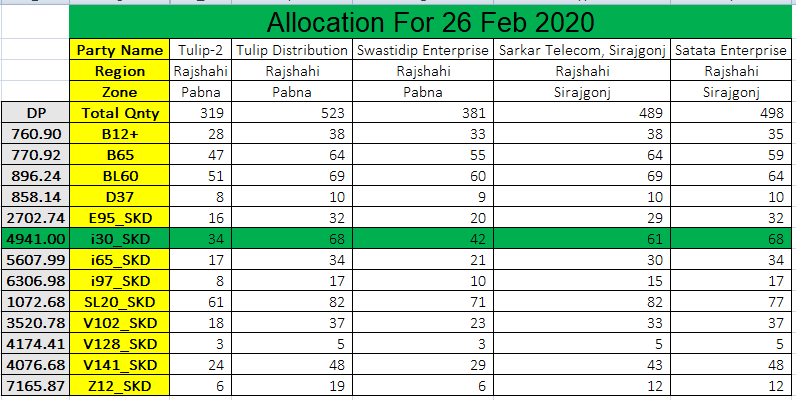 Allocation For 26 Feb 2020
Party Name Tulip-2 Tulip Distribution Swastidip Enterprise Sarkar Telecom, Sirajgonj Satata Enterprise
Region Rajshahi Rajshahi Rajshahi Rajshahi Rajshahi
Zone Pabna Pabna Pabna Sirajgonj Sirajgonj
DP Total Qnty 319 523 381 489 498
760.90 B12+ 28 38 33 38 35
770.92 B65 47 64 55 64 59
896.24 BL60 51 69 60 69 64
858.14 D37 8 10 9 10 10
2702.74 E95_SKD 16 32 20 29 32
4941.00 i30_SKD 34 68 42 61 68
5607.99 i65_SKD 17 34 21 30 34
6306.98 i97_SKD 8 17 10 15 17
1072.68 SL20_SKD 61 82 71 82 77
3520.78 V102_SKD 18 37 23 33 37
4174.41 V128_SKD 3 5 3 5 5
4076.68 V141_SKD 24 48 29 43 48
7165.87 Z12_SKD 6 19 6 12 12